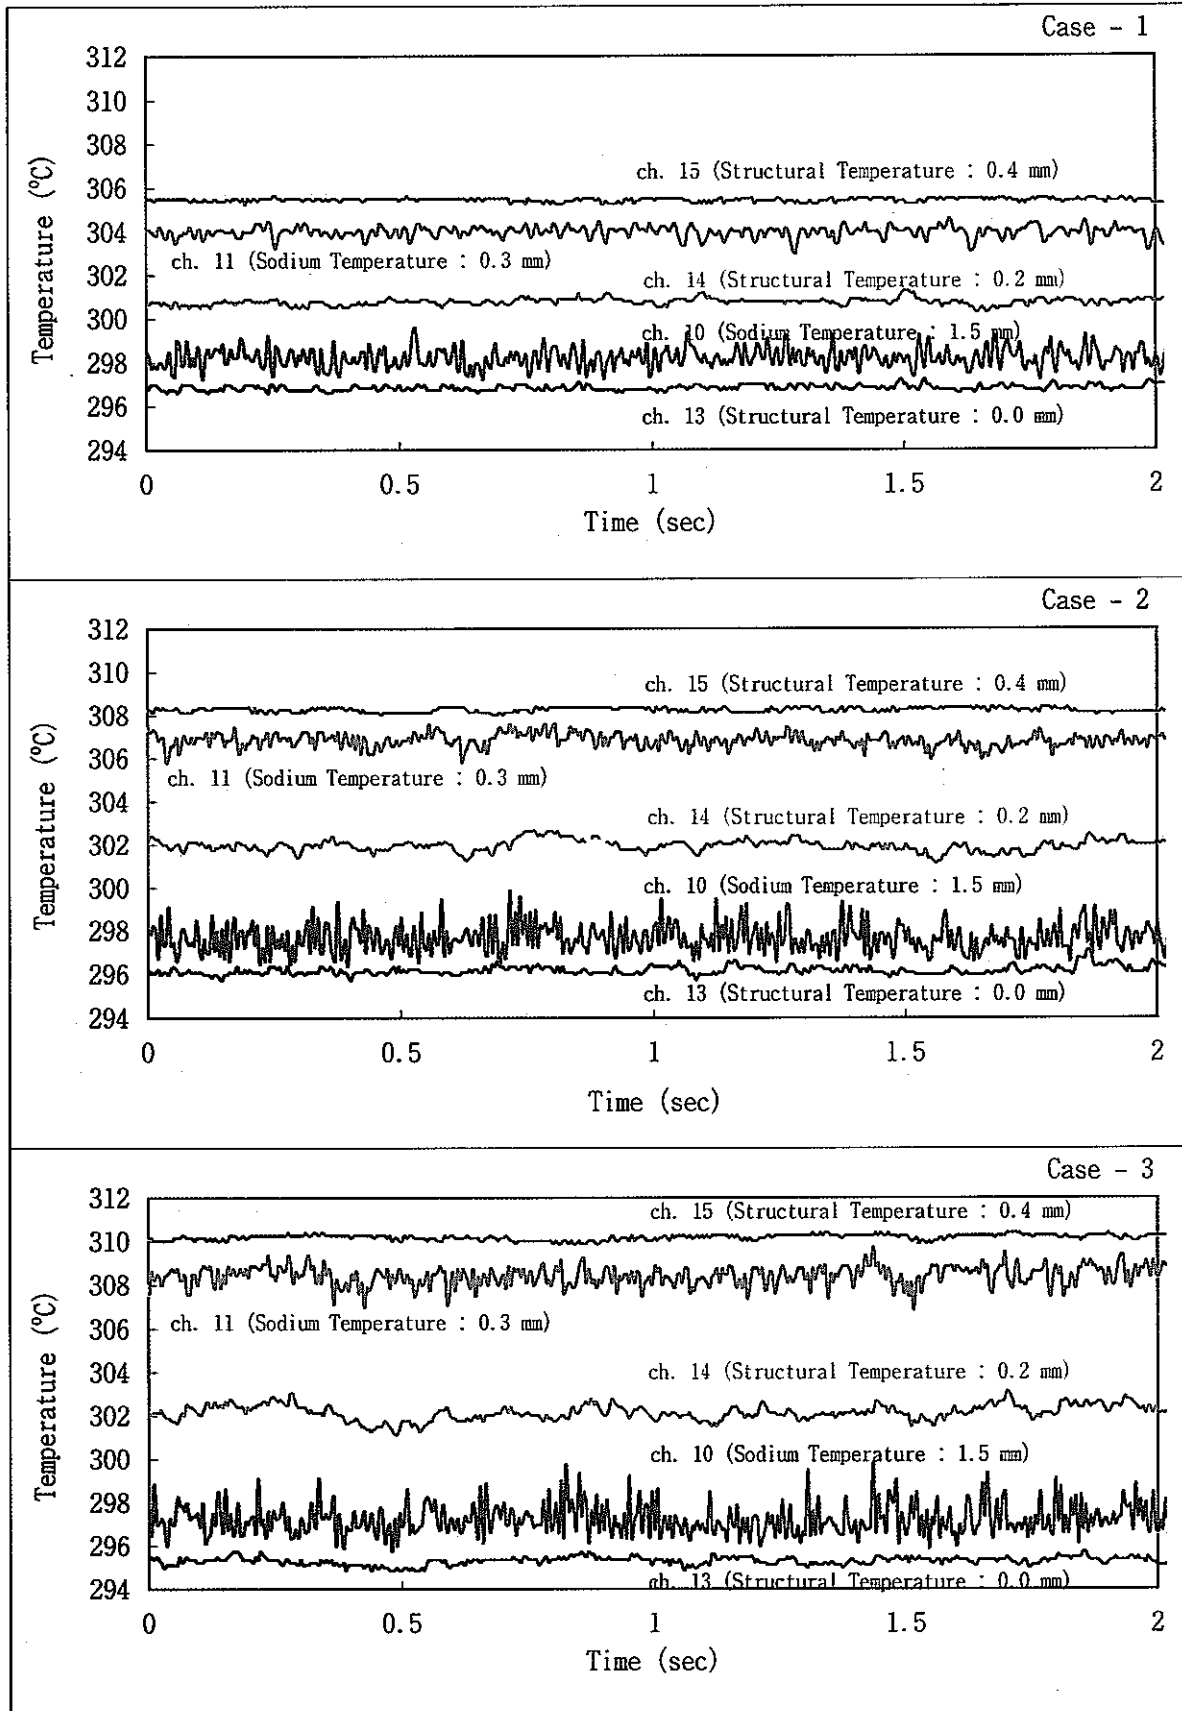 Case - 1
312
310
308
306
304
302
300
298
296
294
Temperature (°C)
ch. 15 (Structural Temperature : 0.4 mm)
ch. 11 (Sodium Temperature : 0.3 mm)
ch. 14 (Structural Temperature : 0.2 mm)
ch. 10 (Sodium Temperature : 1.5 mm)
ch. 13 (Structural Temperature : 0.0 mm)
0 0.5 1 1.5 2
Time (sec)
Case - 2
312
310
308
306
304
302
300
298
296
294
Temperature (°C)
ch. 15 (Structural Temperature : 0.4 mm)
ch. 11 (Sodium Temperature : 0.3 mm)
ch. 14 (Structural Temperature : 0.2 mm)
ch. 10 (Sodium Temperature : 1.5 mm)
ch. 13 (Structural Temperature : 0.0 mm)
0 0.5 1 1.5 2
Time (sec)
Case - 3
312
310
308
306
304
302
300
298
296
294
Temperature (°C)
ch. 15 (Structural Temperature : 0.4 mm)
ch. 11 (Sodium Temperature : 0.3 mm)
ch. 14 (Structural Temperature : 0.2 mm)
ch. 10 (Sodium Temperature : 1.5 mm)
ch. 13 (Structural Temperature : 0.0 mm)
0 0.5 1 1.5 2
Time (sec)